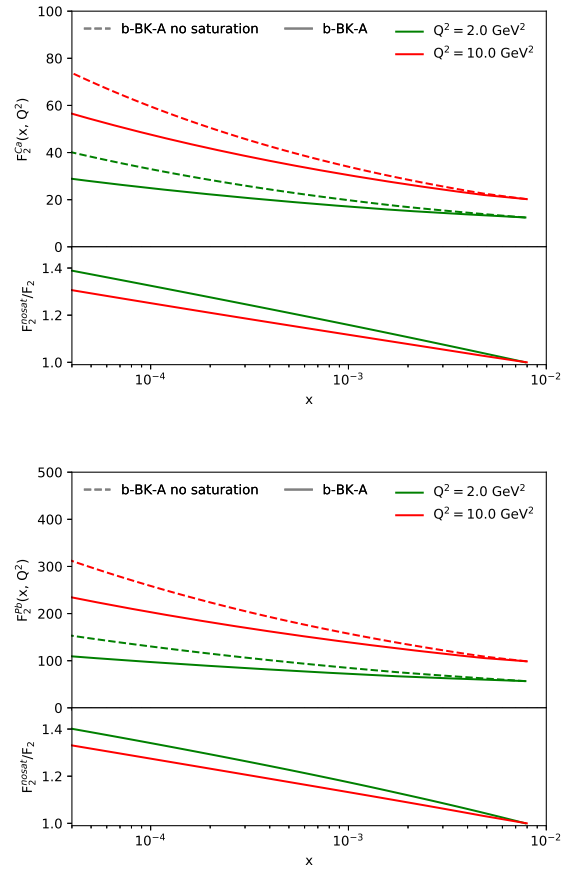 100
80
60
40
20
0
F₂^Ca(x, Q²)
b-BK-A no saturation
b-BK-A
Q² = 2.0 GeV²
Q² = 10.0 GeV²
1.4
1.2
1.0
F₂^nosat/F₂
10⁻⁴
10⁻³
10⁻²
x
500
400
300
200
100
0
F₂^Pb(x, Q²)
b-BK-A no saturation
b-BK-A
Q² = 2.0 GeV²
Q² = 10.0 GeV²
1.4
1.2
1.0
F₂^nosat/F₂
10⁻⁴
10⁻³
10⁻²
x